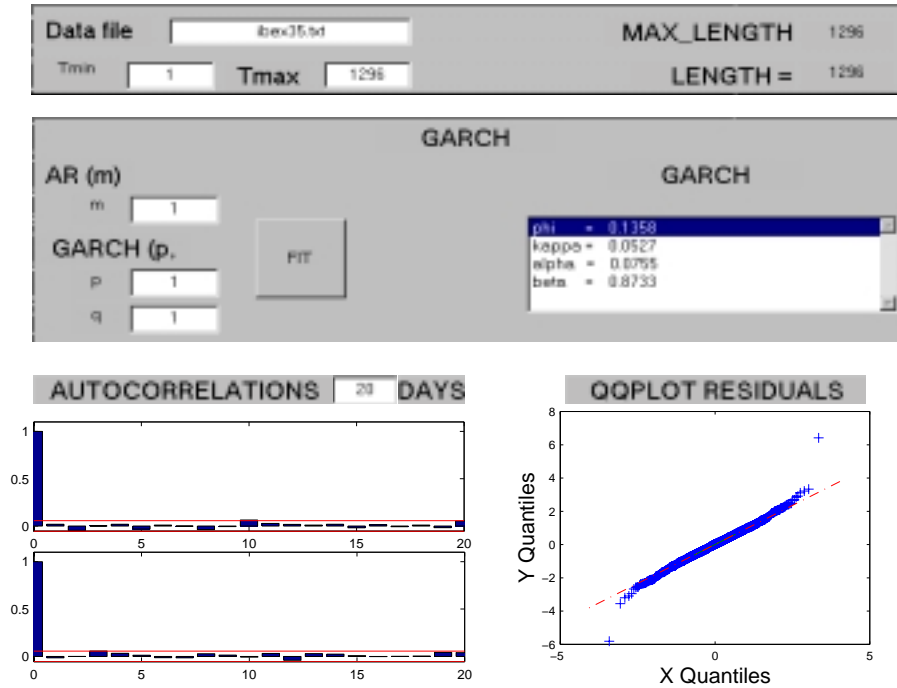 Data file ibex35.txt MAX_LENGTH 1296
Tmin 1 Tmax 1296 LENGTH = 1296
GARCH
AR (m) GARCH
m 1
phi = 0.1358
kappa = 0.0527
alpha = 0.0755
beta = 0.8733
GARCH (p,
FIT
p 1
q 1
AUTOCORRELATIONS 20 DAYS
QQPLOT RESIDUALS
1
0.5
0
0 5 10 15 20
1
0.5
0
0 5 10 15 20
8
6
4
2
0
−2
−4
−6
−5 0 5
Y Quantiles
X Quantiles